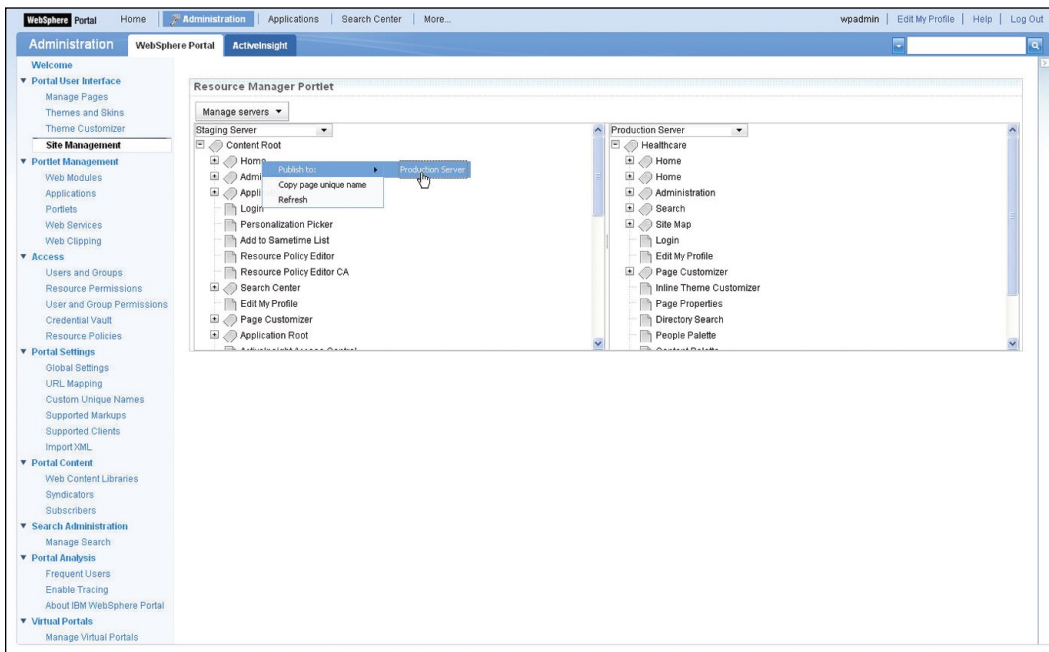 WebSphere Portal Home Administration Applications Search Center More... wpadmin Edit My Profile Help Log Out
Administration WebSphere Portal ActiveInsight
Welcome
Portal User Interface
Manage Pages
Themes and Skins
Theme Customizer
Site Management
Portlet Management
Web Modules
Applications
Portlets
Web Services
Web Clipping
Access
Users and Groups
Resource Permissions
User and Group Permissions
Credential Vault
Resource Policies
Portal Settings
Global Settings
URL Mapping
Custom Unique Names
Supported Markups
Supported Clients
Import XML
Portal Content
Web Content Libraries
Syndicators
Subscribers
Search Administration
Manage Search
Portal Analysis
Frequent Users
Enable Tracing
About IBM WebSphere Portal
Virtual Portals
Manage Virtual Portals
Resource Manager Portlet
Manage servers
Staging Server
Content Root
Home
Admi
Appli
Login
Personalization Picker
Add to Sametime List
Resource Policy Editor
Resource Policy Editor CA
Search Center
Edit My Profile
Page Customizer
Application Root
Publish to: Production Server
Copy page unique name
Refresh
Production Server
Healthcare
Home
Home
Administration
Search
Site Map
Login
Edit My Profile
Page Customizer
Inline Theme Customizer
Page Properties
Directory Search
People Palette